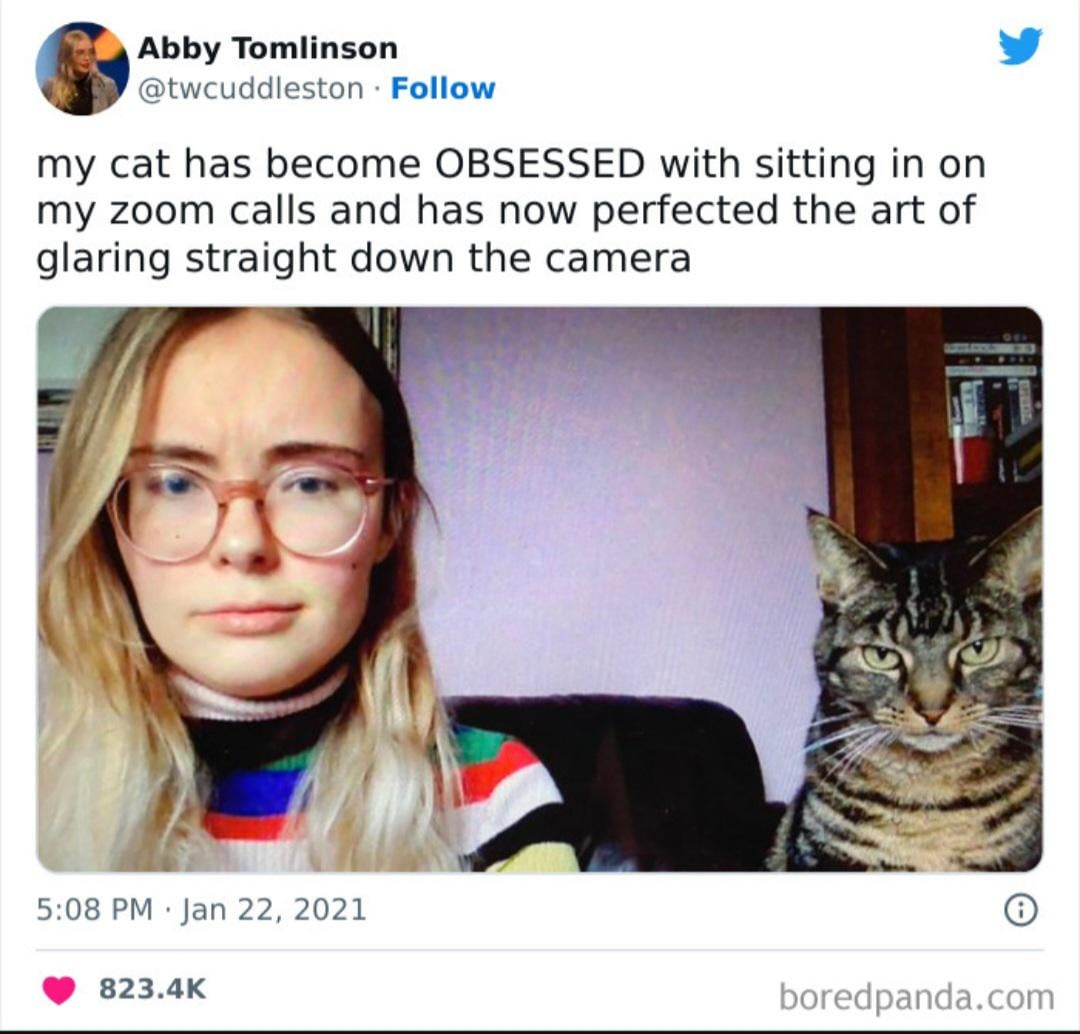 Abby Tomlinson
@twcuddleston · Follow
my cat has become OBSESSED with sitting in on
my zoom calls and has now perfected the art of
glaring straight down the camera
5:08 PM · Jan 22, 2021
823.4K
boredpanda.com